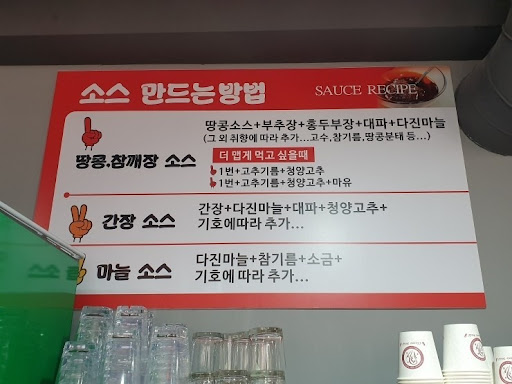 소스 만드는방법
SAUCE RECIPE
땅콩.참깨장 소스
땅콩소스+부추장+홍두부장+대파+다진마늘
(그 외 취향에 따라 추가...고수,참기름,땅콩분태 등...)
더 맵게 먹고 싶을때
1번+고추기름+청양고추
1번+고추기름+청양고추+마유
간장 소스
간장+다진마늘+대파+청양고추+
기호에따라 추가...
마늘 소스
다진마늘+참기름+소금+
기호에 따라 추가...